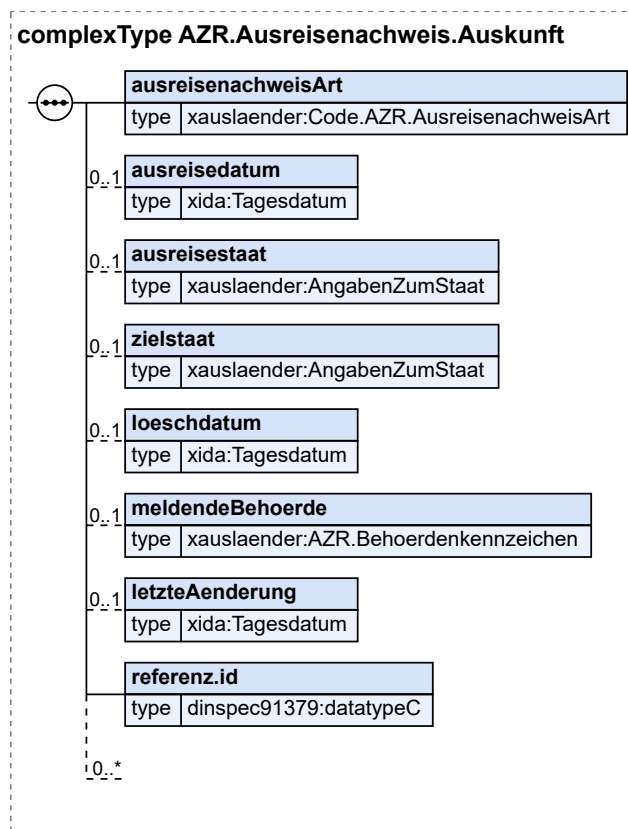 complexType AZR.Ausreisenachweis.Auskunft
ausreisenachweisArt
type xauslaender:Code.AZR.AusreisenachweisArt
0..1 ausreisedatum
type xida:Tagesdatum
0..1 ausreisestaat
type xauslaender:AngabenZumStaat
0..1 zielstaat
type xauslaender:AngabenZumStaat
0..1 loeschdatum
type xida:Tagesdatum
0..1 meldendeBehoerde
type xauslaender:AZR.Behoerdenkennzeichen
0..1 letzteAenderung
type xida:Tagesdatum
referenz.id
type dinspec91379:datatypeC
0..*